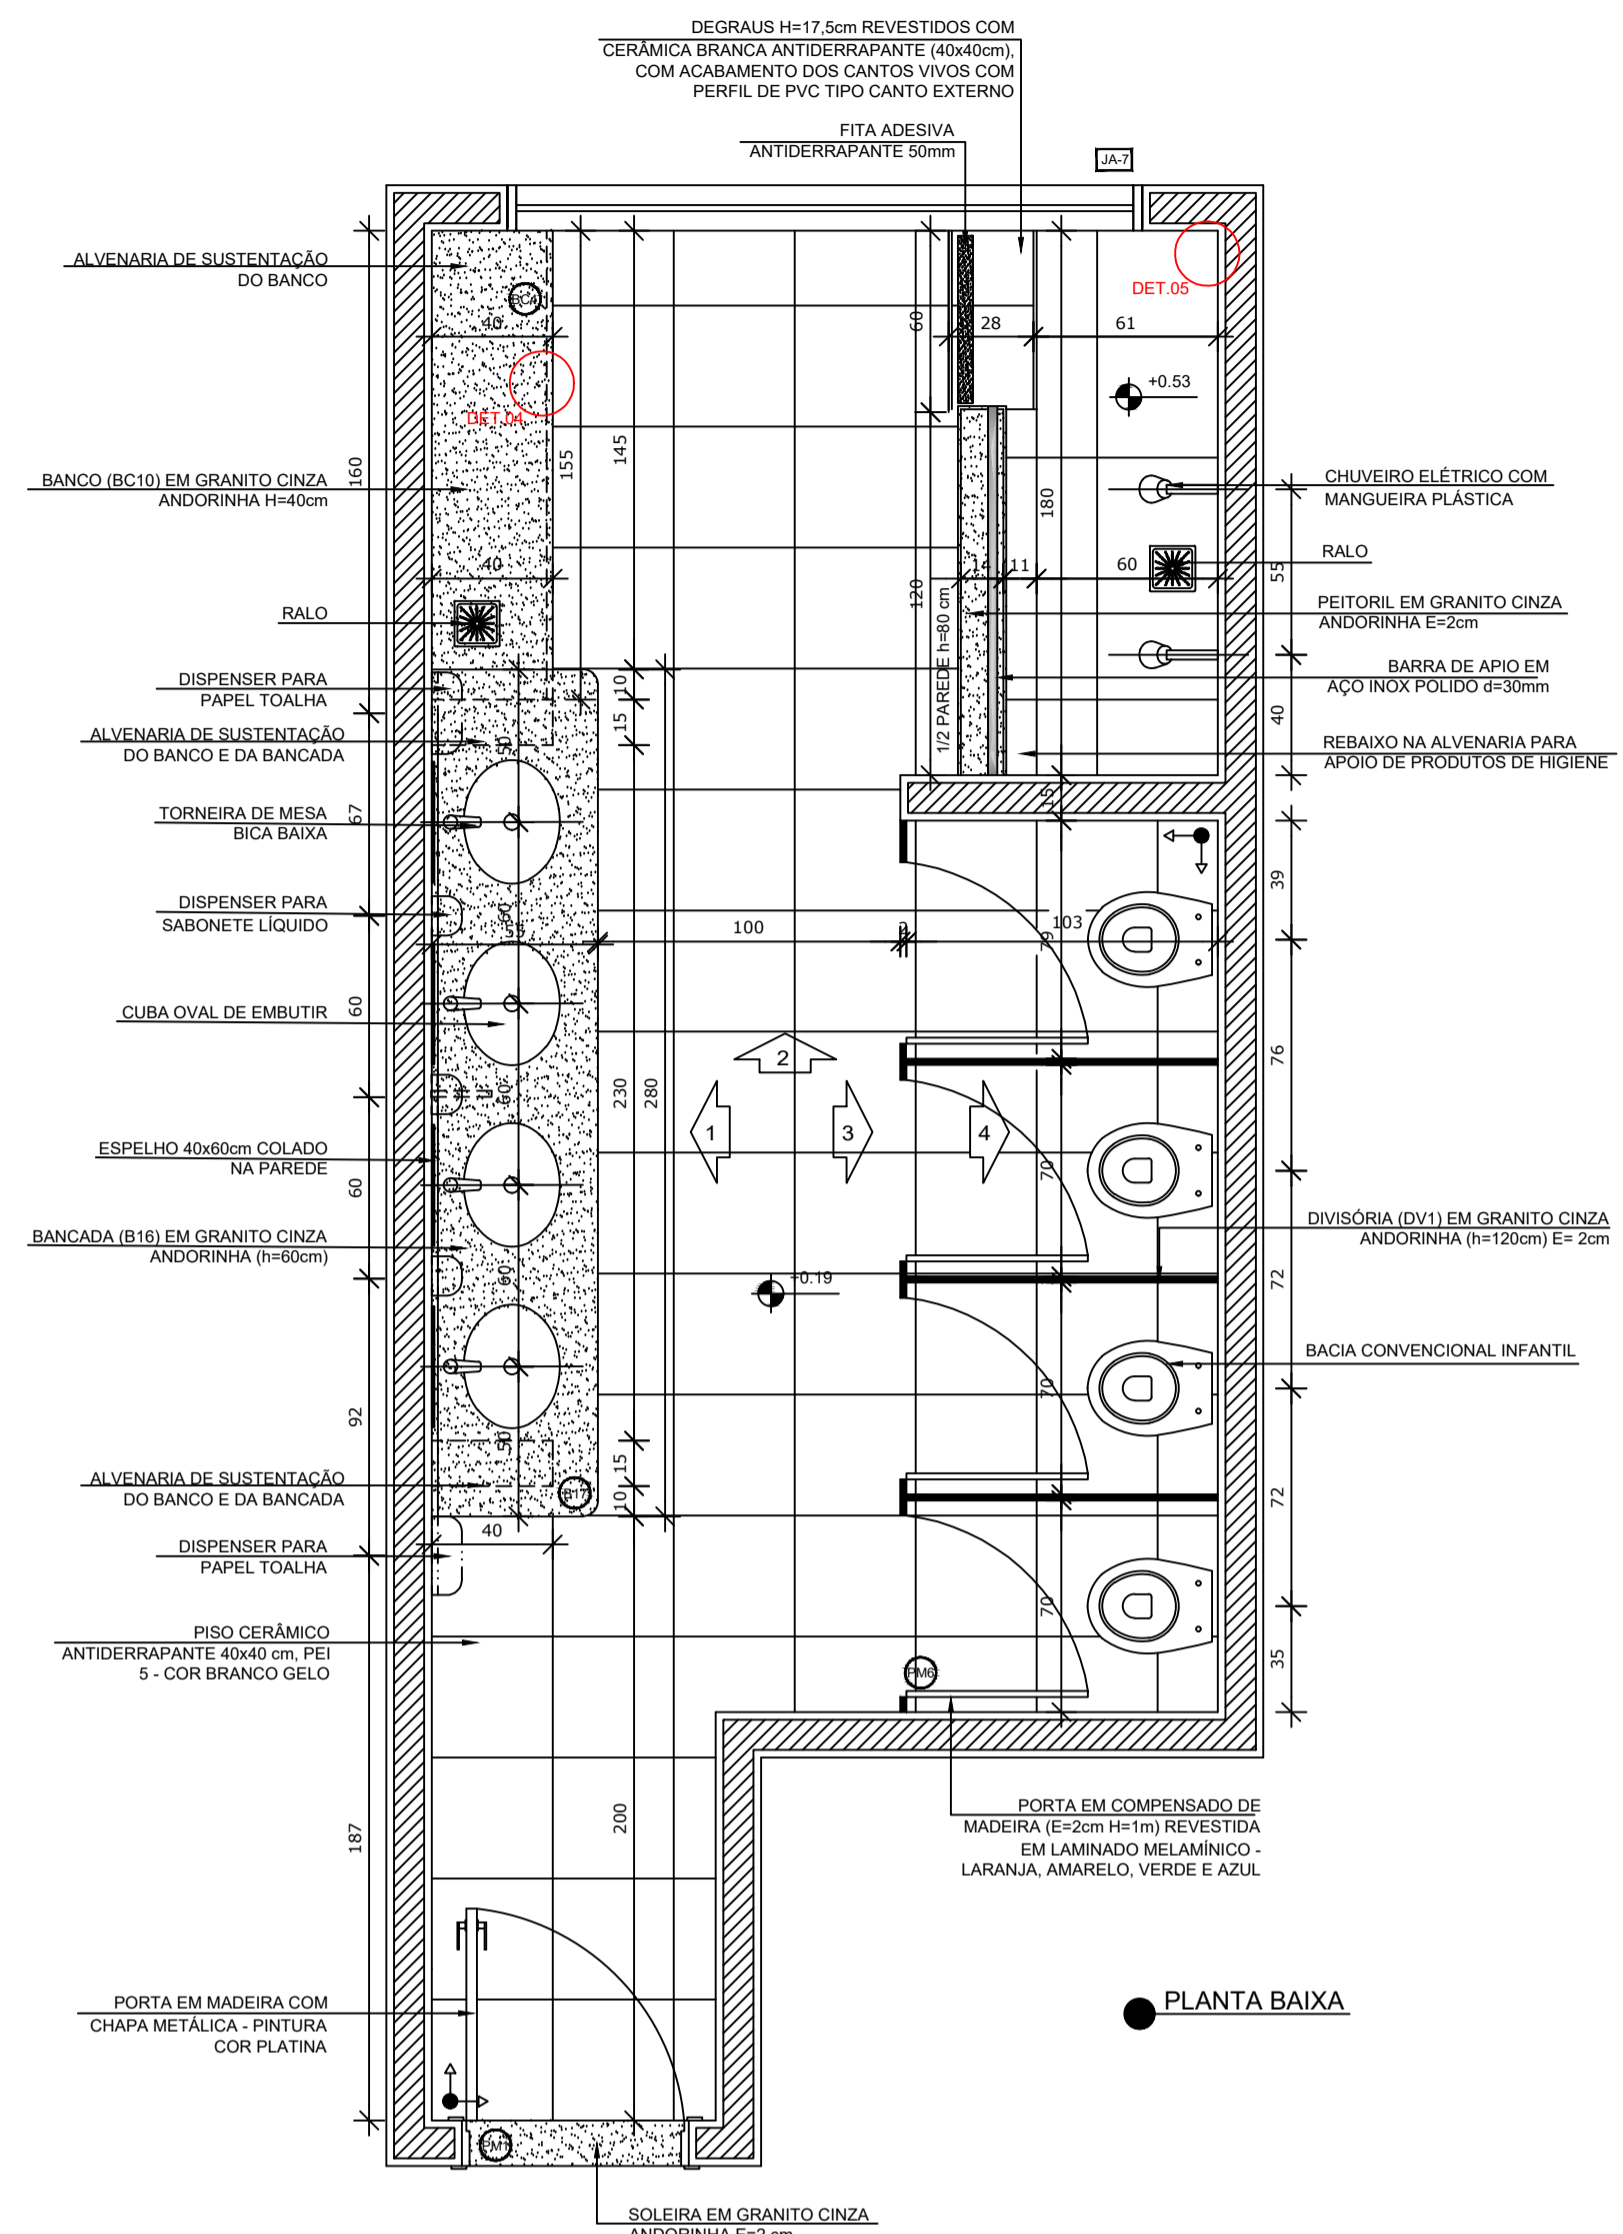 DEGRAUS H=17,5cm REVESTIDOS COM
CERÂMICA BRANCA ANTIDERRAPANTE (40x40cm),
COM ACABAMENTO DOS CANTOS VIVOS COM
PERFIL DE PVC TIPO CANTO EXTERNO
FITA ADESIVA
ANTIDERRAPANTE 50mm
JA-7
ALVENARIA DE SUSTENTAÇÃO
DO BANCO
BC4
40
DET.04
DET.05
60
28
61
+0.53
160
155
145
BANCO (BC10) EM GRANITO CINZA
ANDORINHA H=40cm
180
CHUVEIRO ELÉTRICO COM
MANGUEIRA PLÁSTICA
RALO
55
40
120
14
11
60
1/2 PAREDE h=80 cm
PEITORIL EM GRANITO CINZA
ANDORINHA E=2cm
RALO
BARRA DE APIO EM
AÇO INOX POLIDO d=30mm
DISPENSER PARA
PAPEL TOALHA
10
15
40
ALVENARIA DE SUSTENTAÇÃO
DO BANCO E DA BANCADA
50
REBAIXO NA ALVENARIA PARA
APOIO DE PRODUTOS DE HIGIENE
15
TORNEIRA DE MESA
BICA BAIXA
67
39
DISPENSER PARA
SABONETE LÍQUIDO
60
55
100
2
103
79
CUBA OVAL DE EMBUTIR
60
76
2
60
230
280
1
3
4
ESPELHO 40x60cm COLADO
NA PAREDE
60
70
BANCADA (B16) EM GRANITO CINZA
ANDORINHA (h=60cm)
DIVISÓRIA (DV1) EM GRANITO CINZA
ANDORINHA (h=120cm) E= 2cm
60
+0.19
72
BACIA CONVENCIONAL INFANTIL
92
70
50
15
10
ALVENARIA DE SUSTENTAÇÃO
DO BANCO E DA BANCADA
B17
72
40
DISPENSER PARA
PAPEL TOALHA
70
PISO CERÂMICO
ANTIDERRAPANTE 40x40 cm, PEI
5 - COR BRANCO GELO
PM6
35
PORTA EM COMPENSADO DE
MADEIRA (E=2cm H=1m) REVESTIDA
EM LAMINADO MELAMÍNICO -
LARANJA, AMARELO, VERDE E AZUL
187
200
PORTA EM MADEIRA COM
CHAPA METÁLICA - PINTURA
COR PLATINA
PLANTA BAIXA
PM1
SOLEIRA EM GRANITO CINZA
ANDORINHA E=2 cm